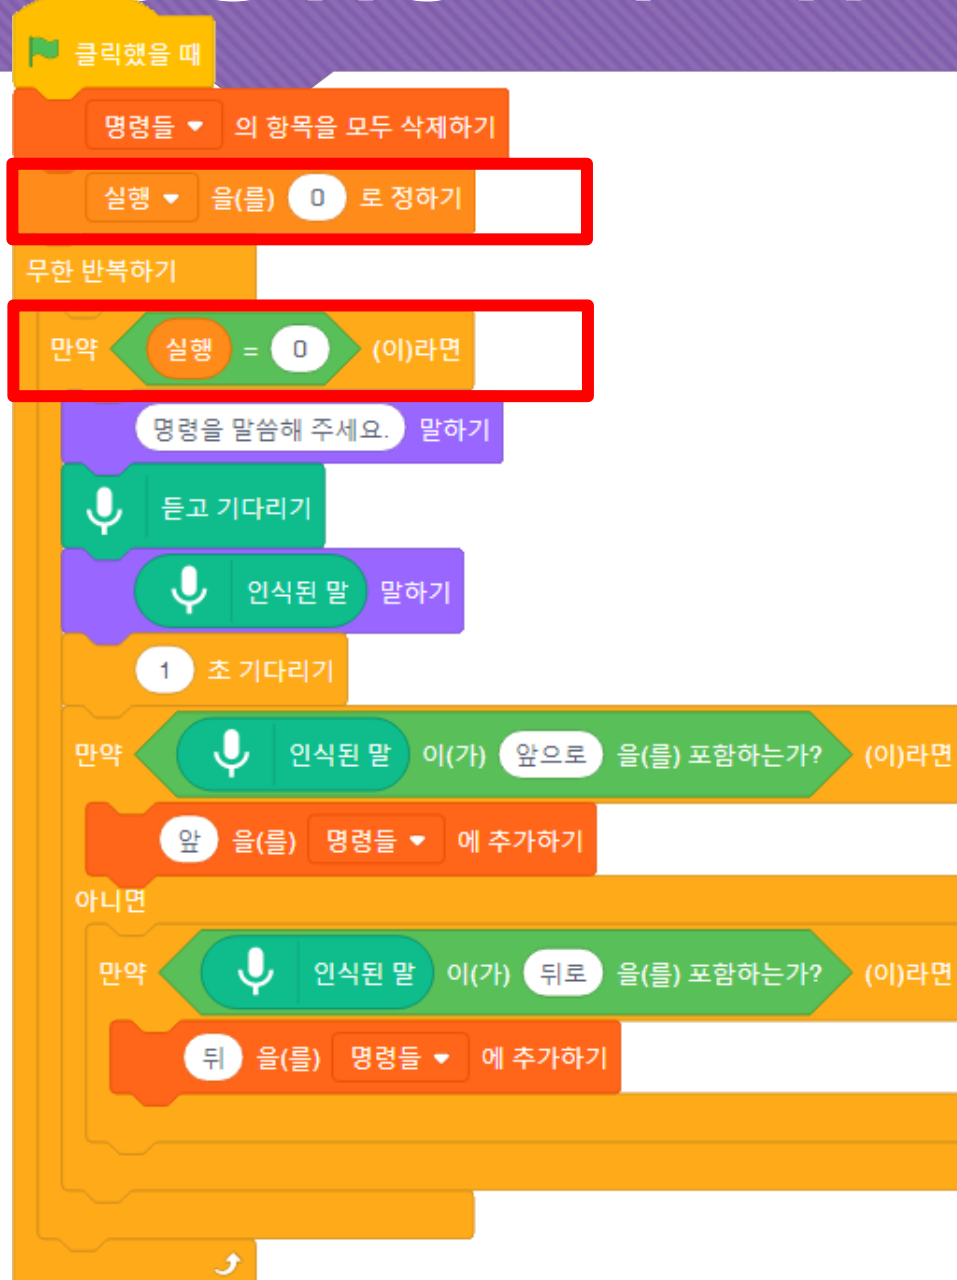 클릭했을 때
명령들 의 항목을 모두 삭제하기
실행 을(를) 0 로 정하기
무한 반복하기
만약 실행 = 0 (이)라면
명령을 말씀해 주세요. 말하기
듣고 기다리기
인식된 말 말하기
1 초 기다리기
만약 인식된 말 이(가) 앞으로 을(를) 포함하는가? (이)라면
앞 을(를) 명령들 에 추가하기
아니면
만약 인식된 말 이(가) 뒤로 을(를) 포함하는가? (이)라면
뒤 을(를) 명령들 에 추가하기